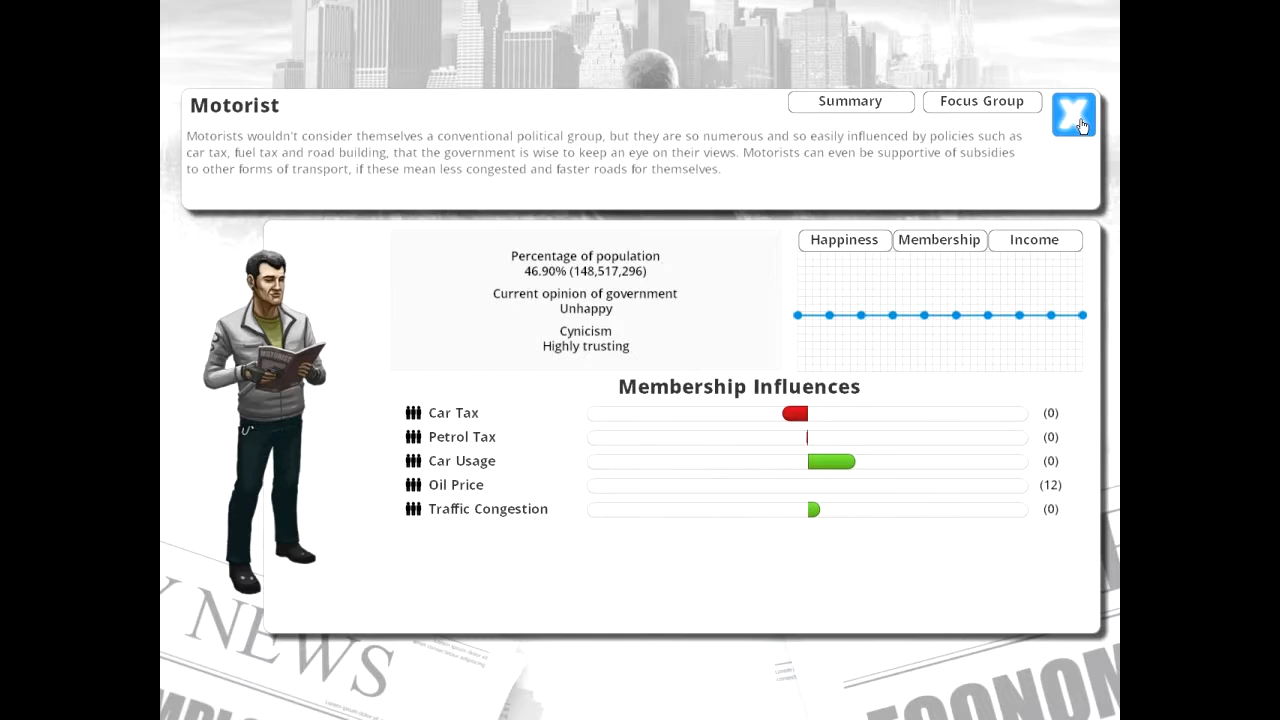 Motorist
Summary
Focus Group
X
Motorists wouldn't consider themselves a conventional political group, but they are so numerous and so easily influenced by policies such as
car tax, fuel tax and road building, that the government is wise to keep an eye on their views. Motorists can even be supportive of subsidies
to other forms of transport, if these mean less congested and faster roads for themselves.
Percentage of population
46.90% (148,517,296)
Current opinion of government
Unhappy
Cynicism
Highly trusting
Happiness
Membership
Income
Membership Influences
Car Tax (0)
Petrol Tax (0)
Car Usage (0)
Oil Price (12)
Traffic Congestion (0)
NEWS